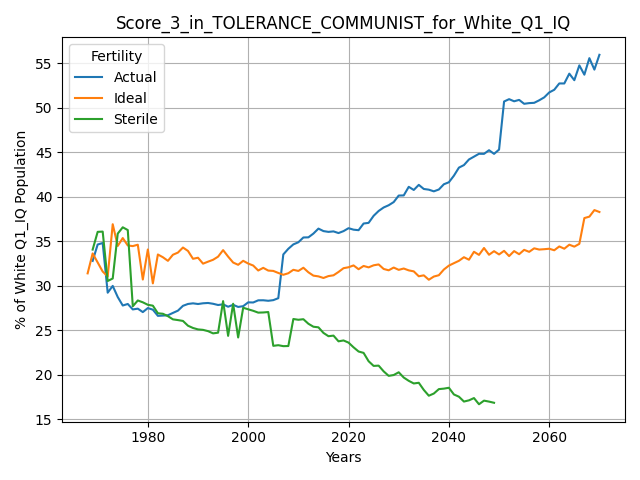 Score_3_in_TOLERANCE_COMMUNIST_for_White_Q1_IQ
Fertility
Actual
Ideal
Sterile
% of White Q1_IQ Population
55
50
45
40
35
30
25
20
15
1980
2000
2020
2040
2060
Years